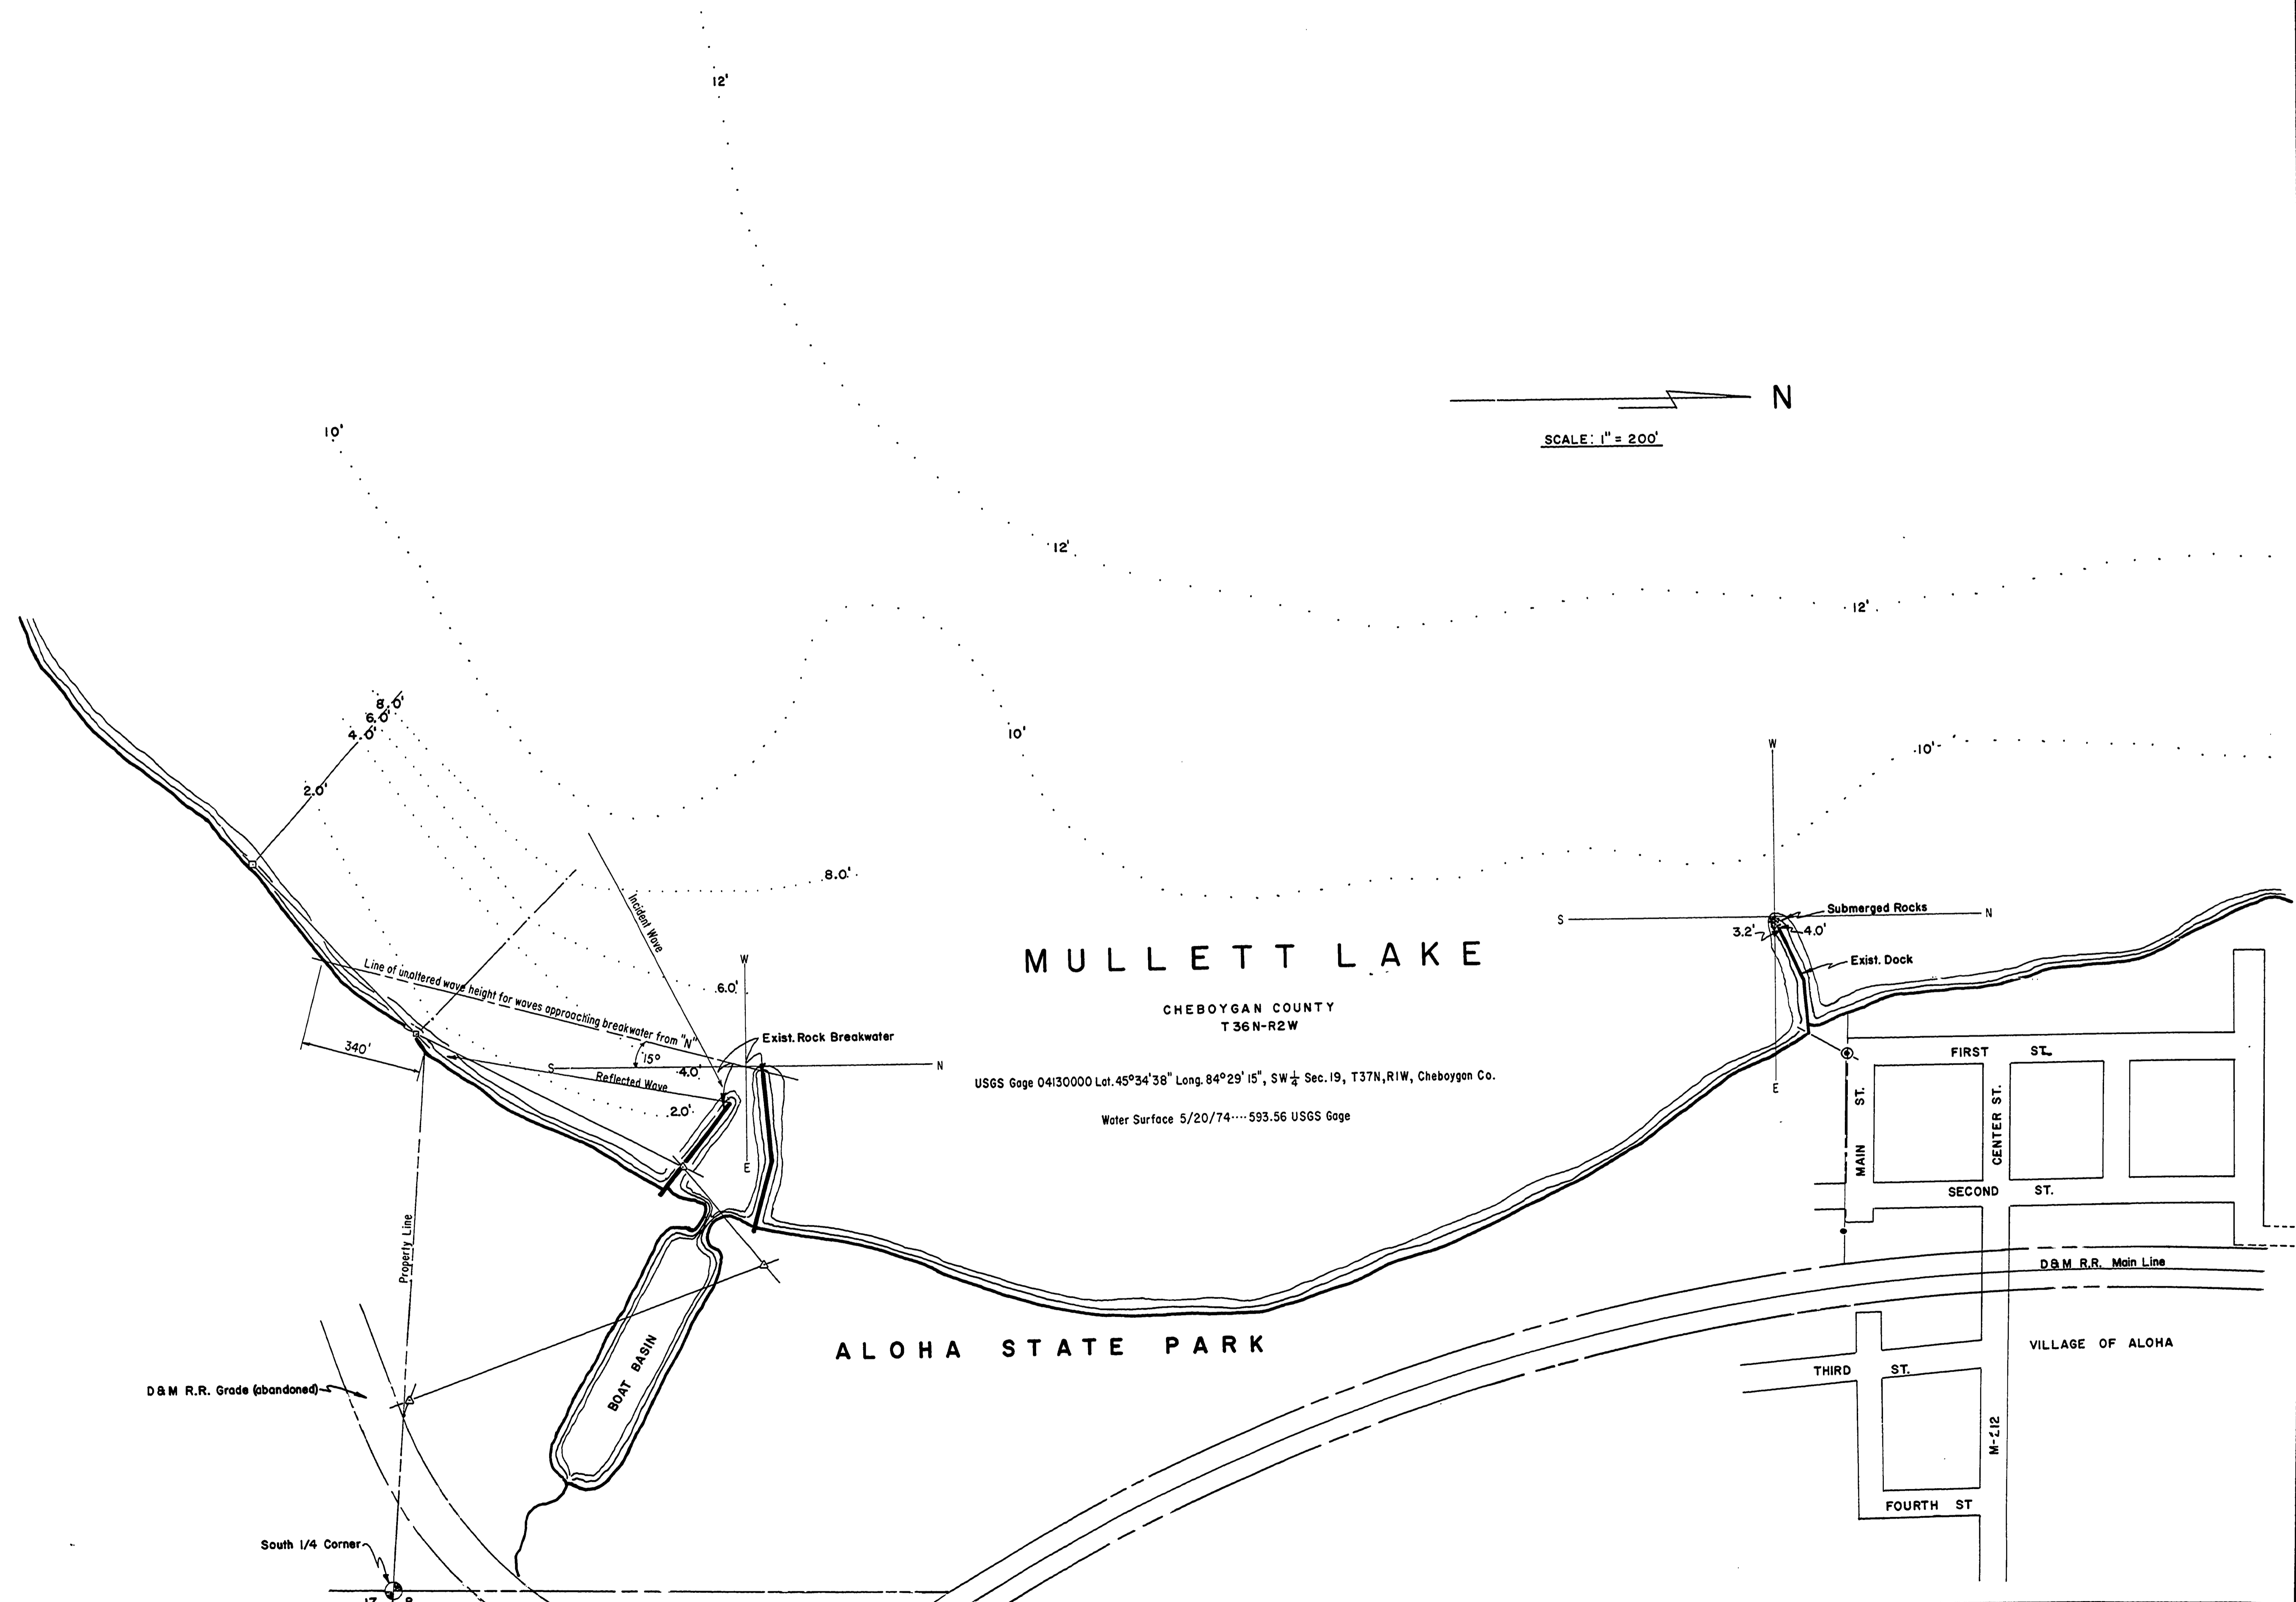 12'
N
SCALE: 1" = 200'
10'
12'
12'
8.0'
6.0'
4.0'
10'
W
10'
2.0'
8.0'
Incident Wave
S
N
Submerged Rocks
3.2'
4.0'
MULLETT LAKE
Exist. Dock
Line of unaltered wave height for waves approaching breakwater from "N"
W
6.0'
CHEBOYGAN COUNTY
T36N-R2W
Exist. Rock Breakwater
340'
15°
S
N
4.0'
Reflected Wave
FIRST ST.
USGS Gage 04130000 Lat. 45°34'38" Long. 84°29'15", SW 1/4 Sec. 19, T37N, R1W, Cheboygan Co.
E
2.0'
Water Surface 5/20/74····593.56 USGS Gage
MAIN ST.
CENTER ST.
E
SECOND ST.
Property Line
D&M R.R. Main Line
ALOHA STATE PARK
VILLAGE OF ALOHA
BOAT BASIN
THIRD ST.
D&M R.R. Grade (abandoned)
M-212
FOURTH ST
South 1/4 Corner
17
8